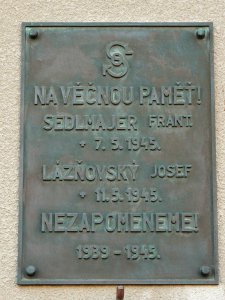 NA VĚČNOU PAMĚŤ!
SEDLMAJER FRANT.
+ 7. 5. 1945.
LÁZŇOVSKÝ JOSEF
+ 11. 5. 1945.
NEZAPOMENEME!
1939 - 1945.